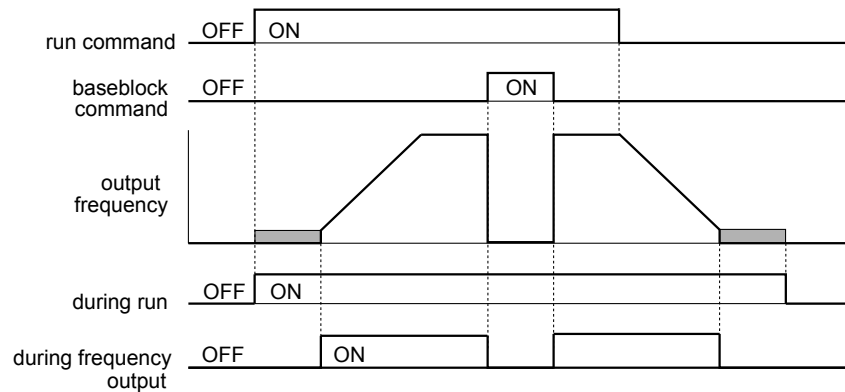 run command OFF ON
baseblock
command
OFF ON
output
frequency
during run OFF ON
during frequency
output
OFF ON